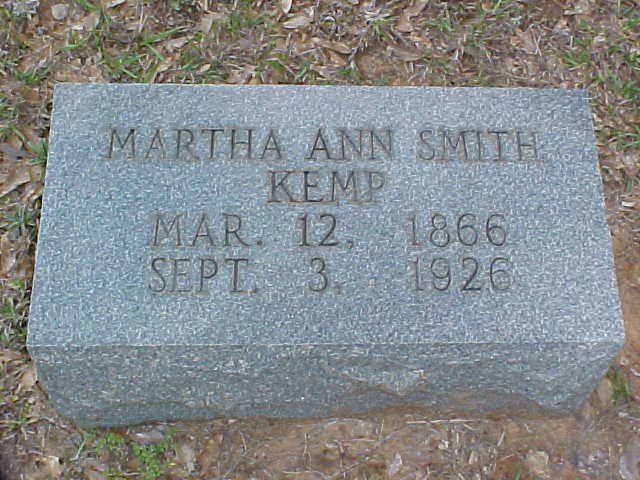 MARTHA ANN SMITH
KEMP
MAR. 12, 1866
SEPT. 3, 1926